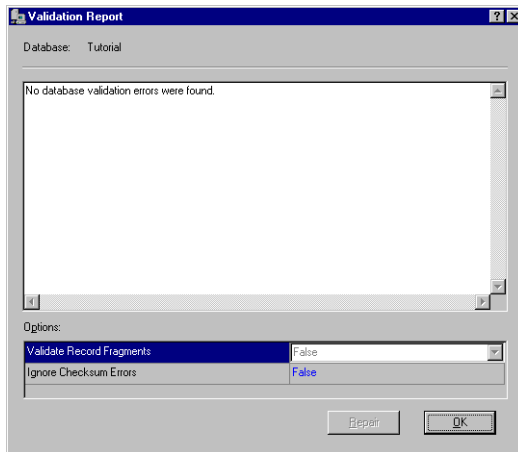 Validation Report
Database: Tutorial
No database validation errors were found.
Options:
Validate Record Fragments False
Ignore Checksum Errors False
Repair OK